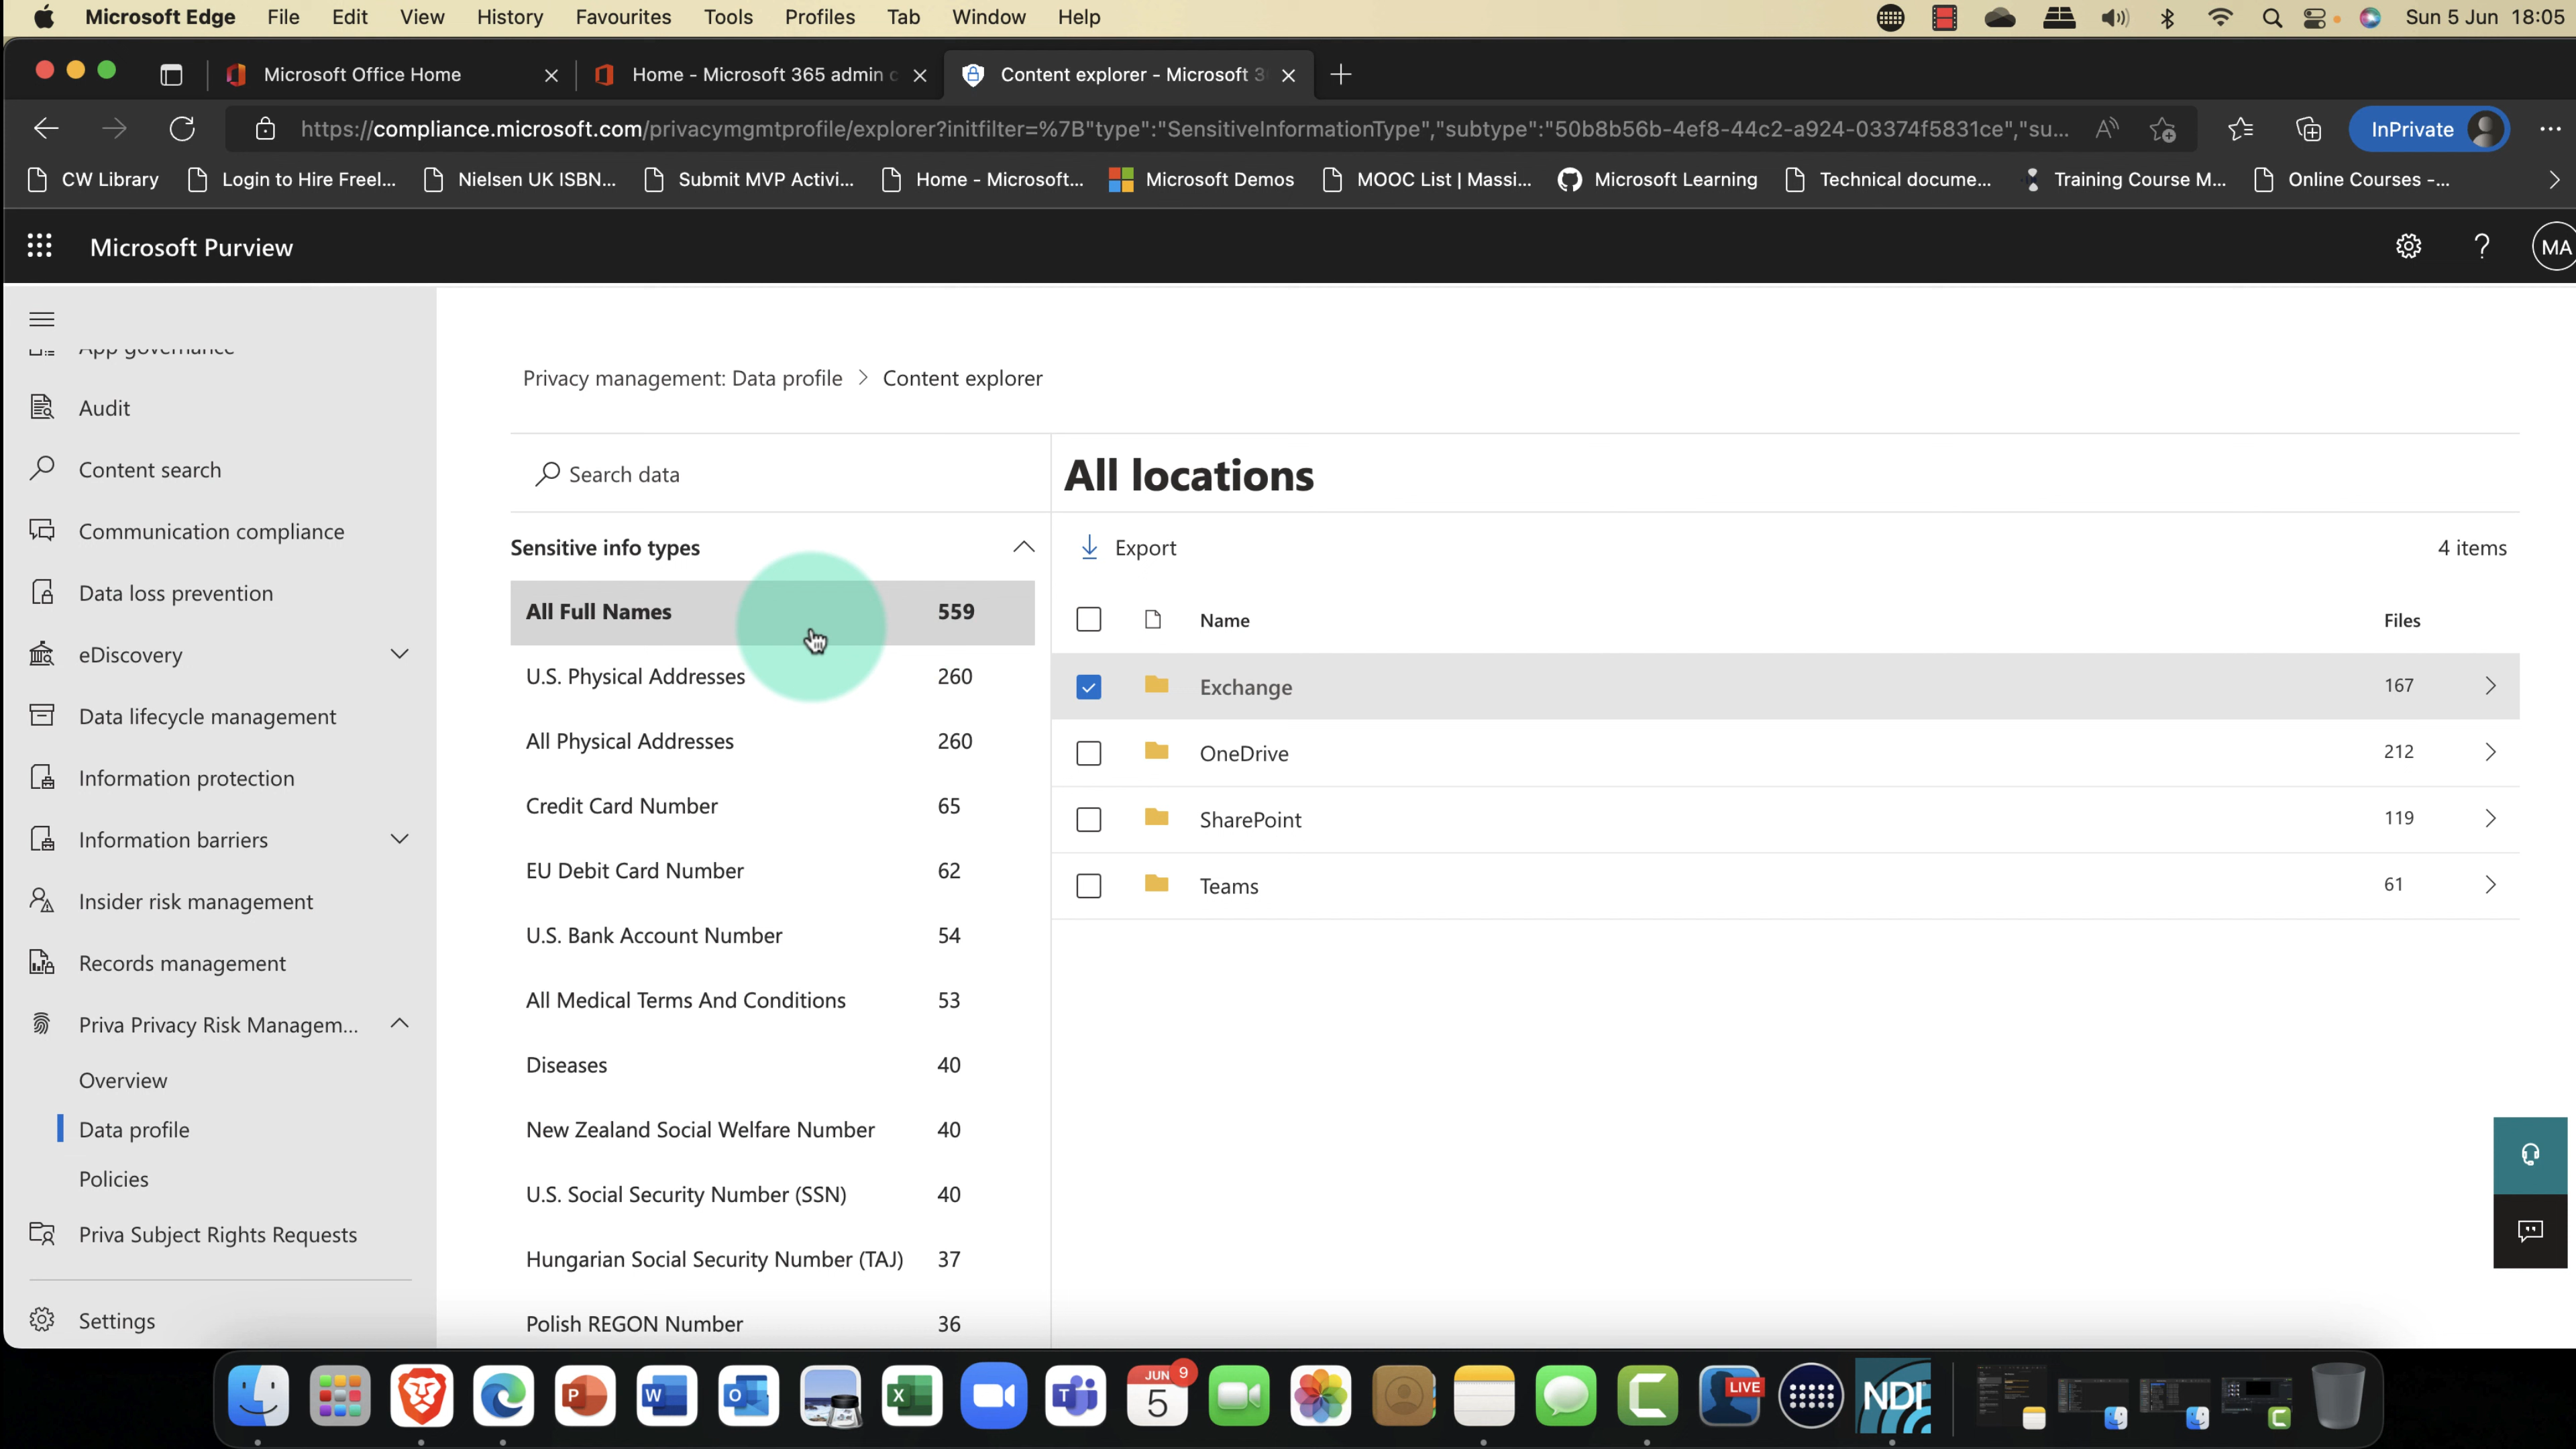 Microsoft Edge File Edit View History Favourites Tools Profiles Tab Window Help Sun 5 Jun 18:05
Microsoft Office Home Home - Microsoft 365 admin c Content explorer - Microsoft 3
https://compliance.microsoft.com/privacymgmtprofile/explorer?initfilter=%7B"type":"SensitiveInformationType","subtype":"50b8b56b-4ef8-44c2-a924-03374f5831ce","su... InPrivate
CW Library Login to Hire Freel... Nielsen UK ISBN... Submit MVP Activi... Home - Microsoft... Microsoft Demos MOOC List | Massi... Microsoft Learning Technical docume... Training Course M... Online Courses -...
Microsoft Purview ? MA
App governance
Audit
Content search
Communication compliance
Data loss prevention
eDiscovery
Data lifecycle management
Information protection
Information barriers
Insider risk management
Records management
Priva Privacy Risk Managem...
Overview
Data profile
Policies
Priva Subject Rights Requests
Settings
Privacy management: Data profile > Content explorer
Search data
Sensitive info types
All Full Names 559
U.S. Physical Addresses 260
All Physical Addresses 260
Credit Card Number 65
EU Debit Card Number 62
U.S. Bank Account Number 54
All Medical Terms And Conditions 53
Diseases 40
New Zealand Social Welfare Number 40
U.S. Social Security Number (SSN) 40
Hungarian Social Security Number (TAJ) 37
Polish REGON Number 36
All locations
Export 4 items
Name Files
Exchange 167
OneDrive 212
SharePoint 119
Teams 61
P W O X T JUN 5 9 LIVE NDI